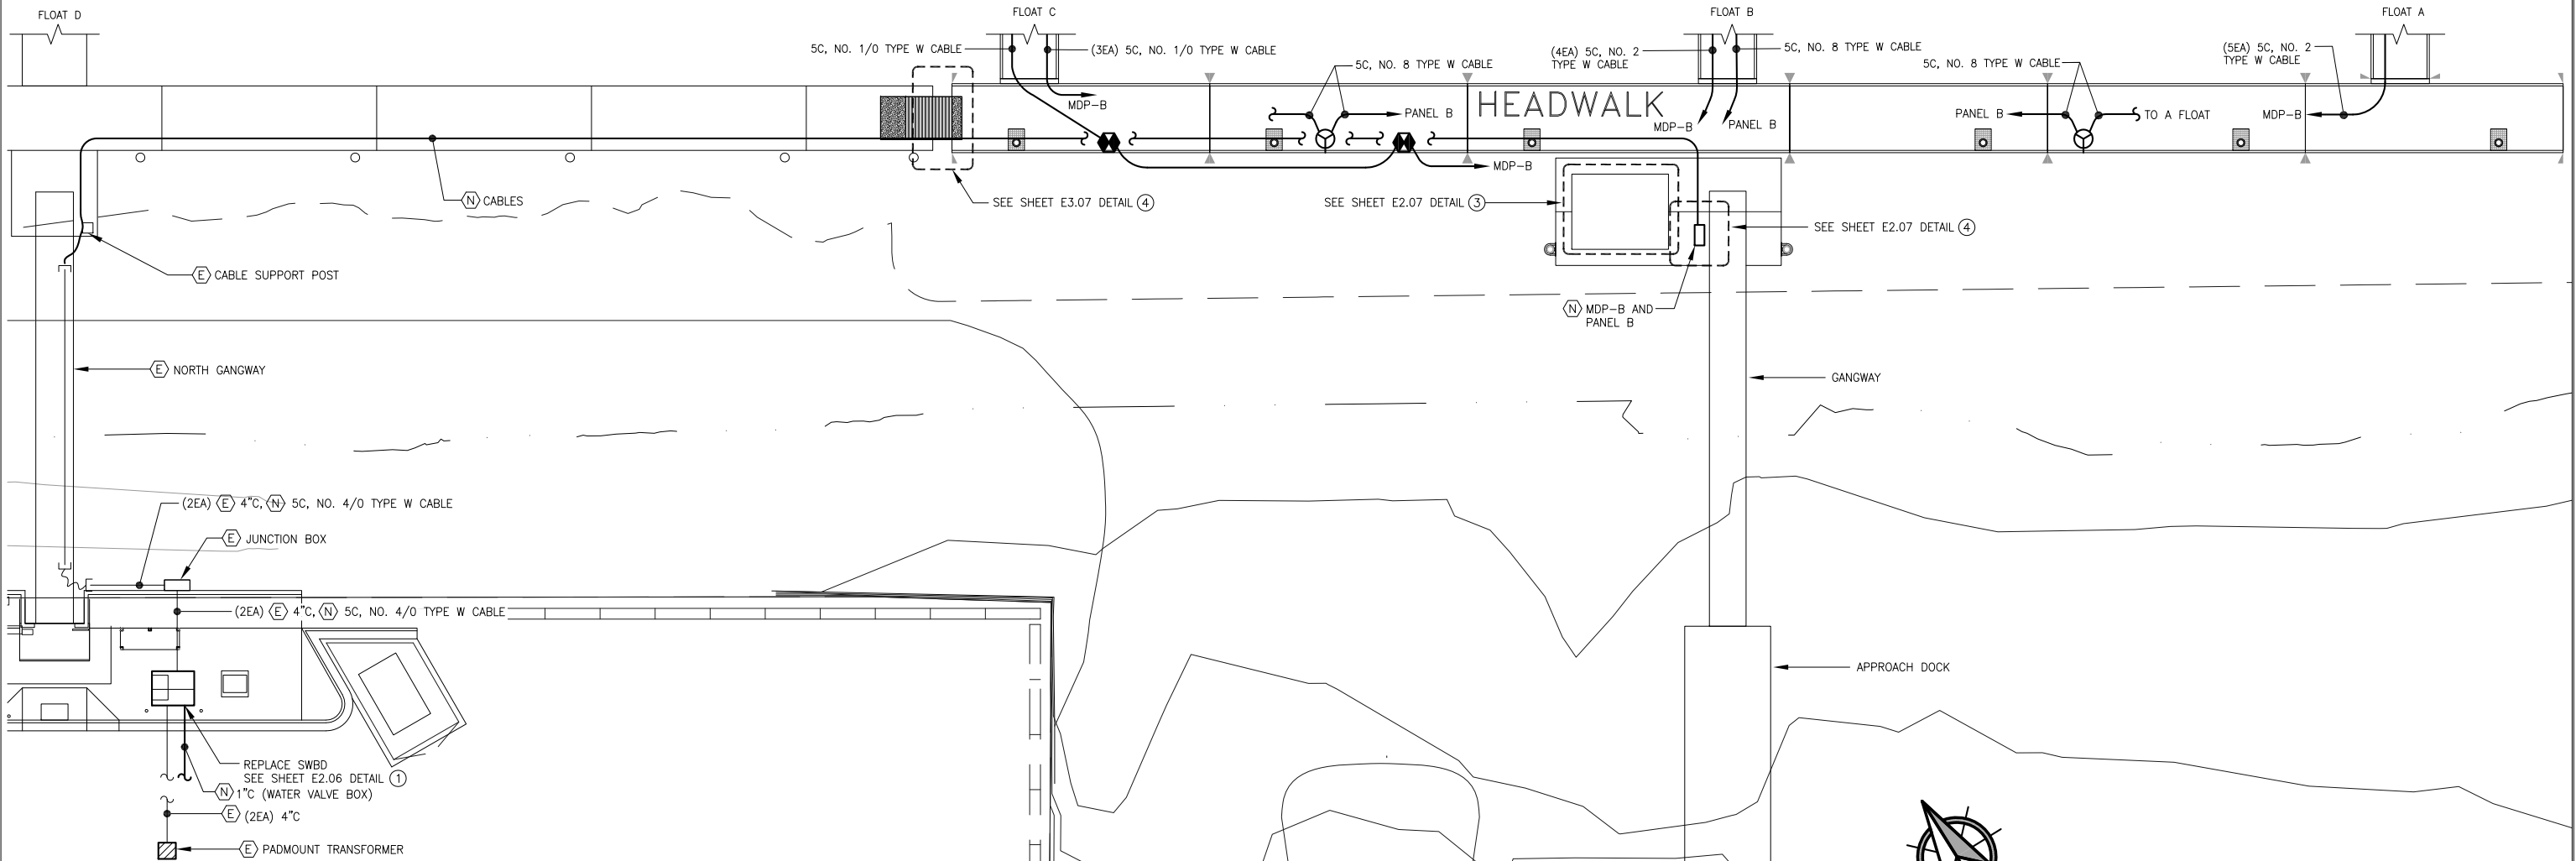 FLOAT D
FLOAT C
FLOAT B
FLOAT A
5C, NO. 1/0 TYPE W CABLE
(3EA) 5C, NO. 1/0 TYPE W CABLE
(4EA) 5C, NO. 2
TYPE W CABLE
5C, NO. 8 TYPE W CABLE
(5EA) 5C, NO. 2
TYPE W CABLE
5C, NO. 8 TYPE W CABLE
5C, NO. 8 TYPE W CABLE
MDP-B
PANEL B
HEADWALK
MDP-B
PANEL B
PANEL B
TO A FLOAT
MDP-B
MDP-B
N CABLES
SEE SHEET E3.07 DETAIL 4
SEE SHEET E2.07 DETAIL 3
SEE SHEET E2.07 DETAIL 4
E CABLE SUPPORT POST
N MDP-B AND
PANEL B
E NORTH GANGWAY
GANGWAY
(2EA) E 4"C, N 5C, NO. 4/0 TYPE W CABLE
E JUNCTION BOX
(2EA) E 4"C, N 5C, NO. 4/0 TYPE W CABLE
APPROACH DOCK
REPLACE SWBD
SEE SHEET E2.06 DETAIL 1
N 1"C (WATER VALVE BOX)
E (2EA) 4"C
E PADMOUNT TRANSFORMER